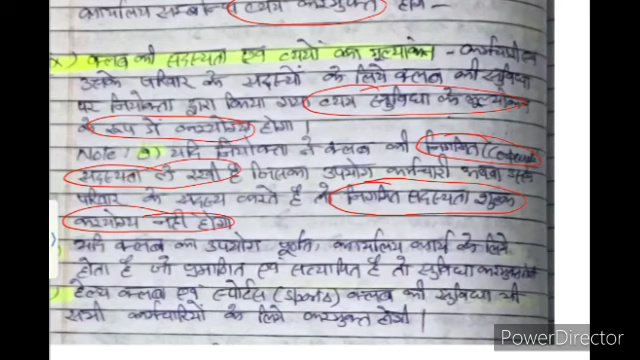 कार्यालय सम्बन्धित व्यय करमुक्त होंगे -
x) क्लब की सदस्यता एवं व्ययों का मूल्यांकन - कर्मचारी एवं
उसके परिवार के सदस्यों के लिये क्लब की सुविधा
पर नियोक्ता द्वारा किया गया व्यय सुविधा के मूल्यांकन
के रूप में करयोग्य होगा।
Note: a) यदि नियोक्ता ने क्लब की निगमित
सदस्यता ले रखी है जिसका उपयोग कर्मचारी अथवा उसके
परिवार के सदस्य करते है तो निगमित सदस्यता शुल्क
करयोग्य नहीं होगा
यदि क्लब का उपयोग पूर्णतः कार्यालय कार्य के लिये
होता है जो प्रमाणित एवं सत्यापित है तो सुविधा करमुक्त
) हेल्थ क्लब एवं स्पोर्टस (Sports) क्लब की सुविधा भी
सभी कर्मचारियों के लिये करमुक्त होगी।
PowerDirector